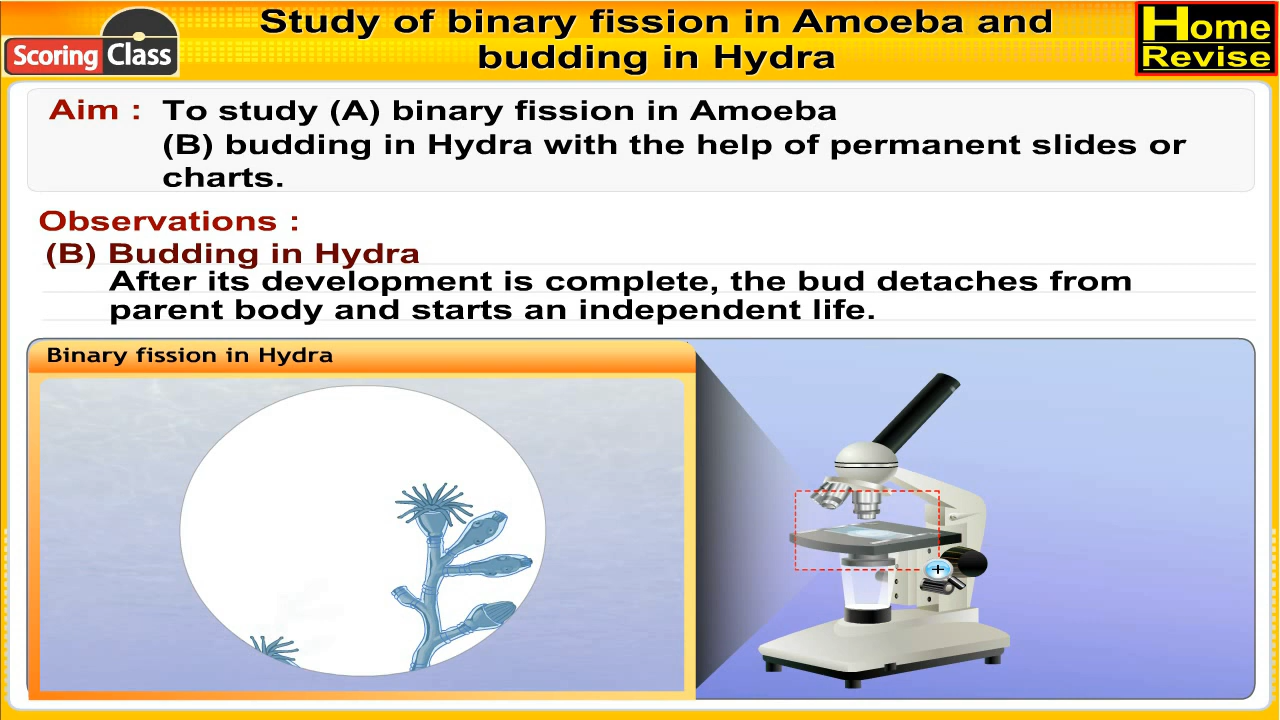 Study of binary fission in Amoeba and
budding in Hydra
Scoring Class
Home
Revise
Aim : To study (A) binary fission in Amoeba
(B) budding in Hydra with the help of permanent slides or
charts.
Observations :
(B) Budding in Hydra
After its development is complete, the bud detaches from
parent body and starts an independent life.
Binary fission in Hydra